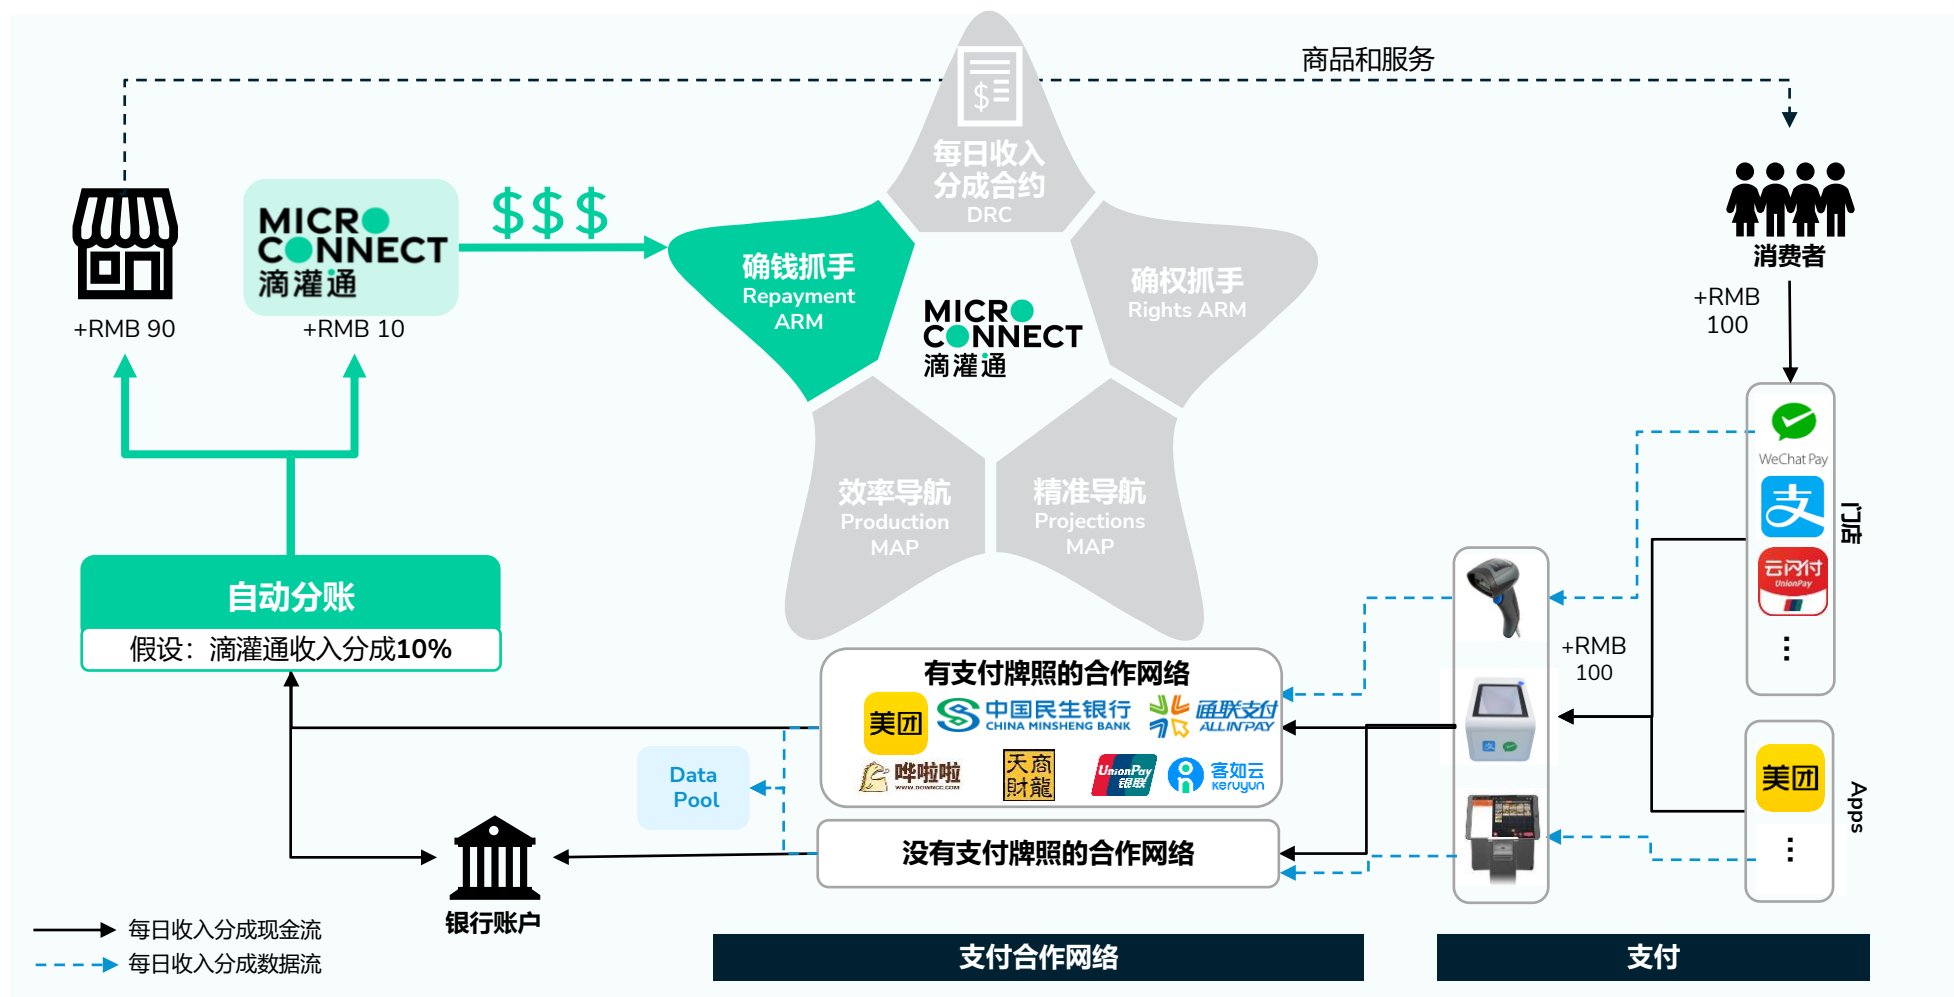 商品和服务
$
每日收入
分成合约
DRC
MICRO
CONNECT
滴灌通
$$$
+RMB 90
+RMB 10
确钱抓手
Repayment
ARM
确权抓手
Rights ARM
MICRO
CONNECT
滴灌通
效率导航
Production
MAP
精准导航
Projections
MAP
消费者
+RMB
100
WeChat Pay
支
云闪付
UnionPay
...
门店
+RMB
100
自动分账
假设：滴灌通收入分成10%
有支付牌照的合作网络
美团
中国民生银行
CHINA MINSHENG BANK
通联支付
ALLINPAY
哗啦啦
天商
财龍
UnionPay
银联
客如云
keruyun
Data
Pool
没有支付牌照的合作网络
美团
...
Apps
银行账户
每日收入分成现金流
每日收入分成数据流
支付合作网络
支付